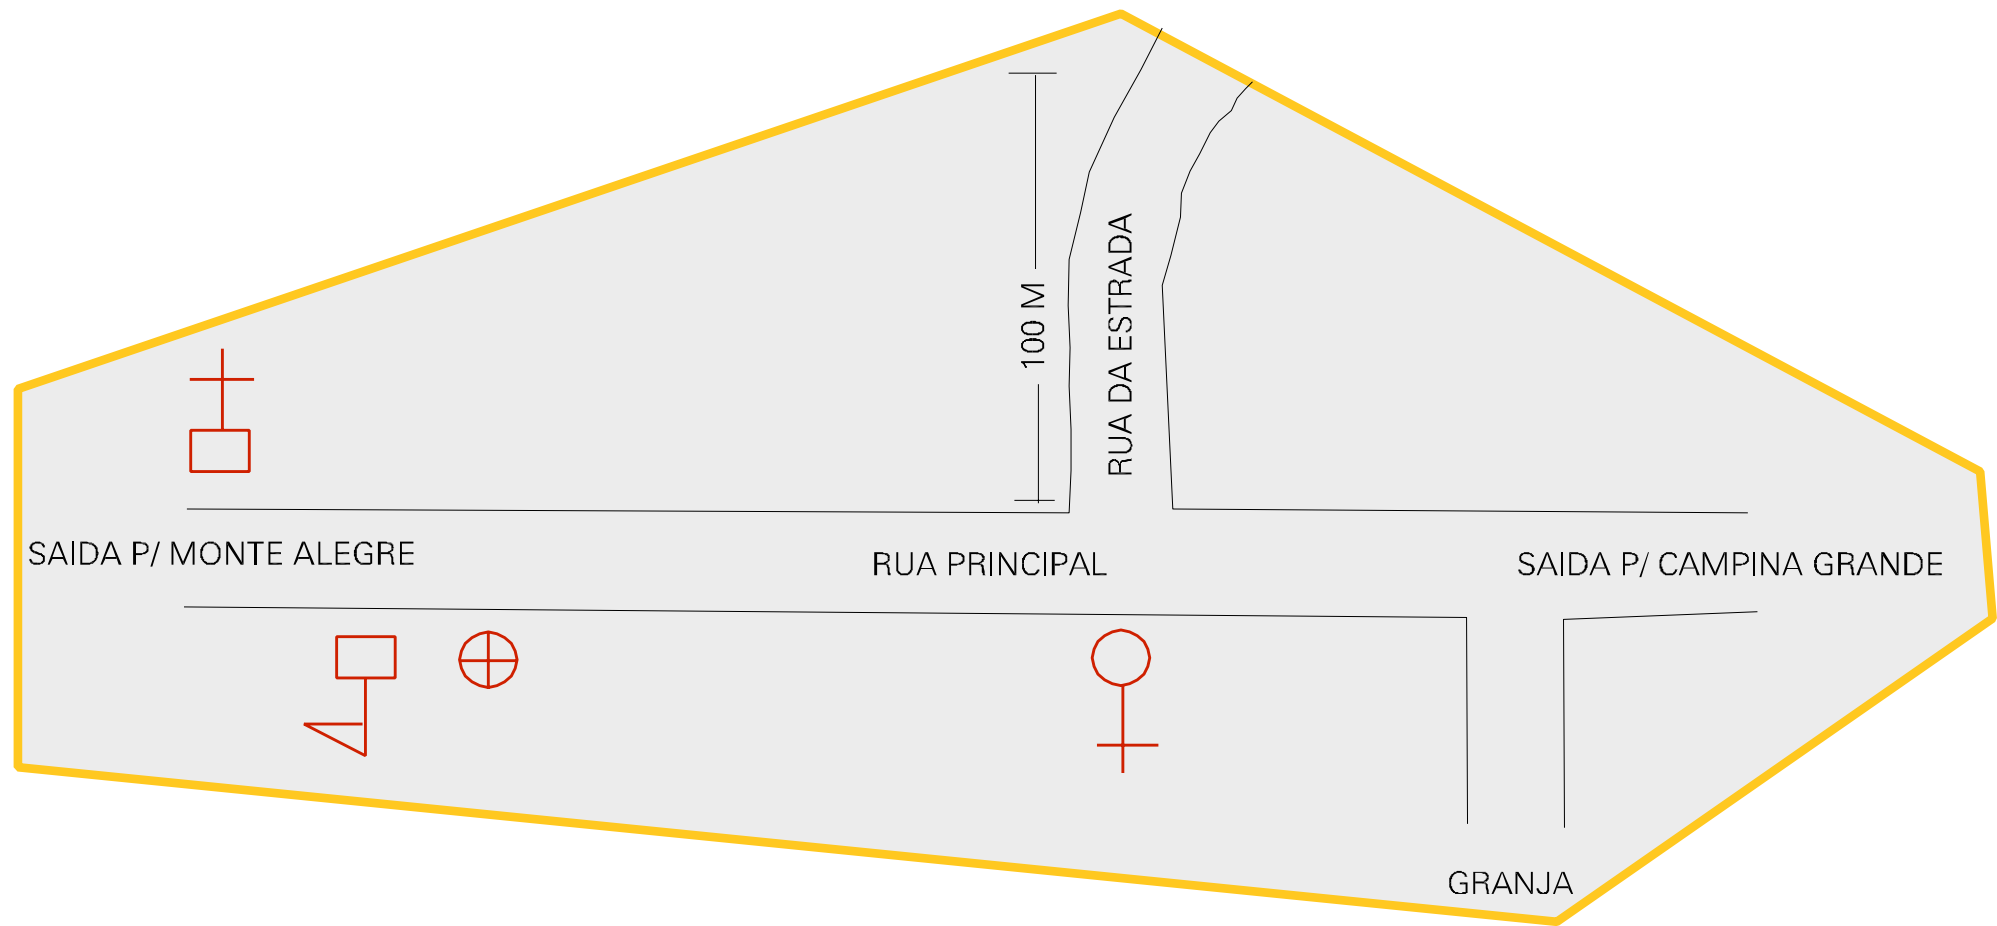 100 M
RUA DA ESTRADA
SAIDA P/ MONTE ALEGRE
RUA PRINCIPAL
SAIDA P/ CAMPINA GRANDE
GRANJA